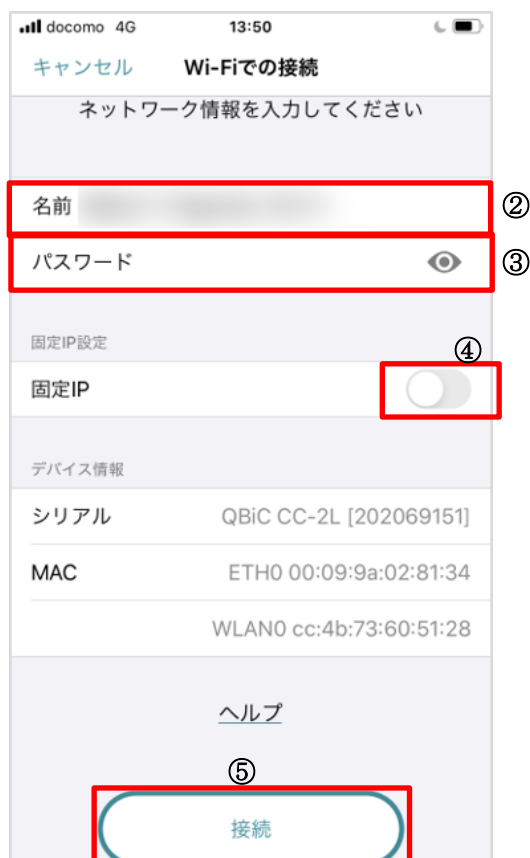 docomo 4G 13:50
キャンセル Wi-Fiでの接続
ネットワーク情報を入力してください
名前 ②
パスワード ③
固定IP設定 ④
固定IP
デバイス情報
シリアル QBiC CC-2L [202069151]
MAC ETH0 00:09:9a:02:81:34
WLAN0 cc:4b:73:60:51:28
ヘルプ
⑤
接続